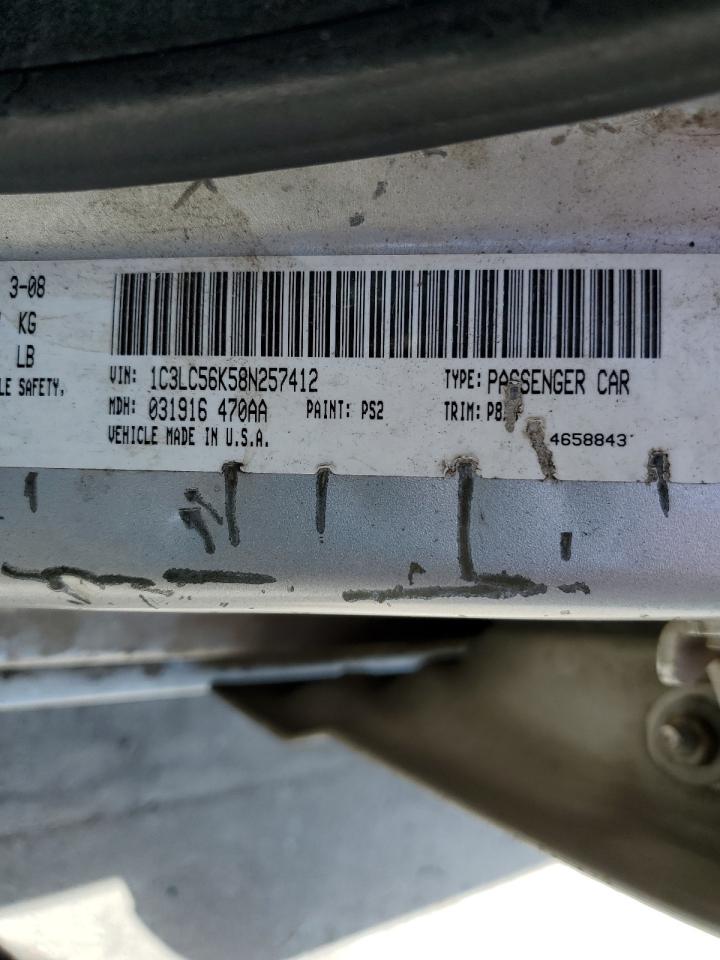 3-08
KG
LB
LE SAFETY,
VIN: 1C3LC56K58N257412
TYPE: PASSENGER CAR
MDH: 031916 470AA
PAINT: PS2
TRIM:
VEHICLE MADE IN U.S.A.
4658843